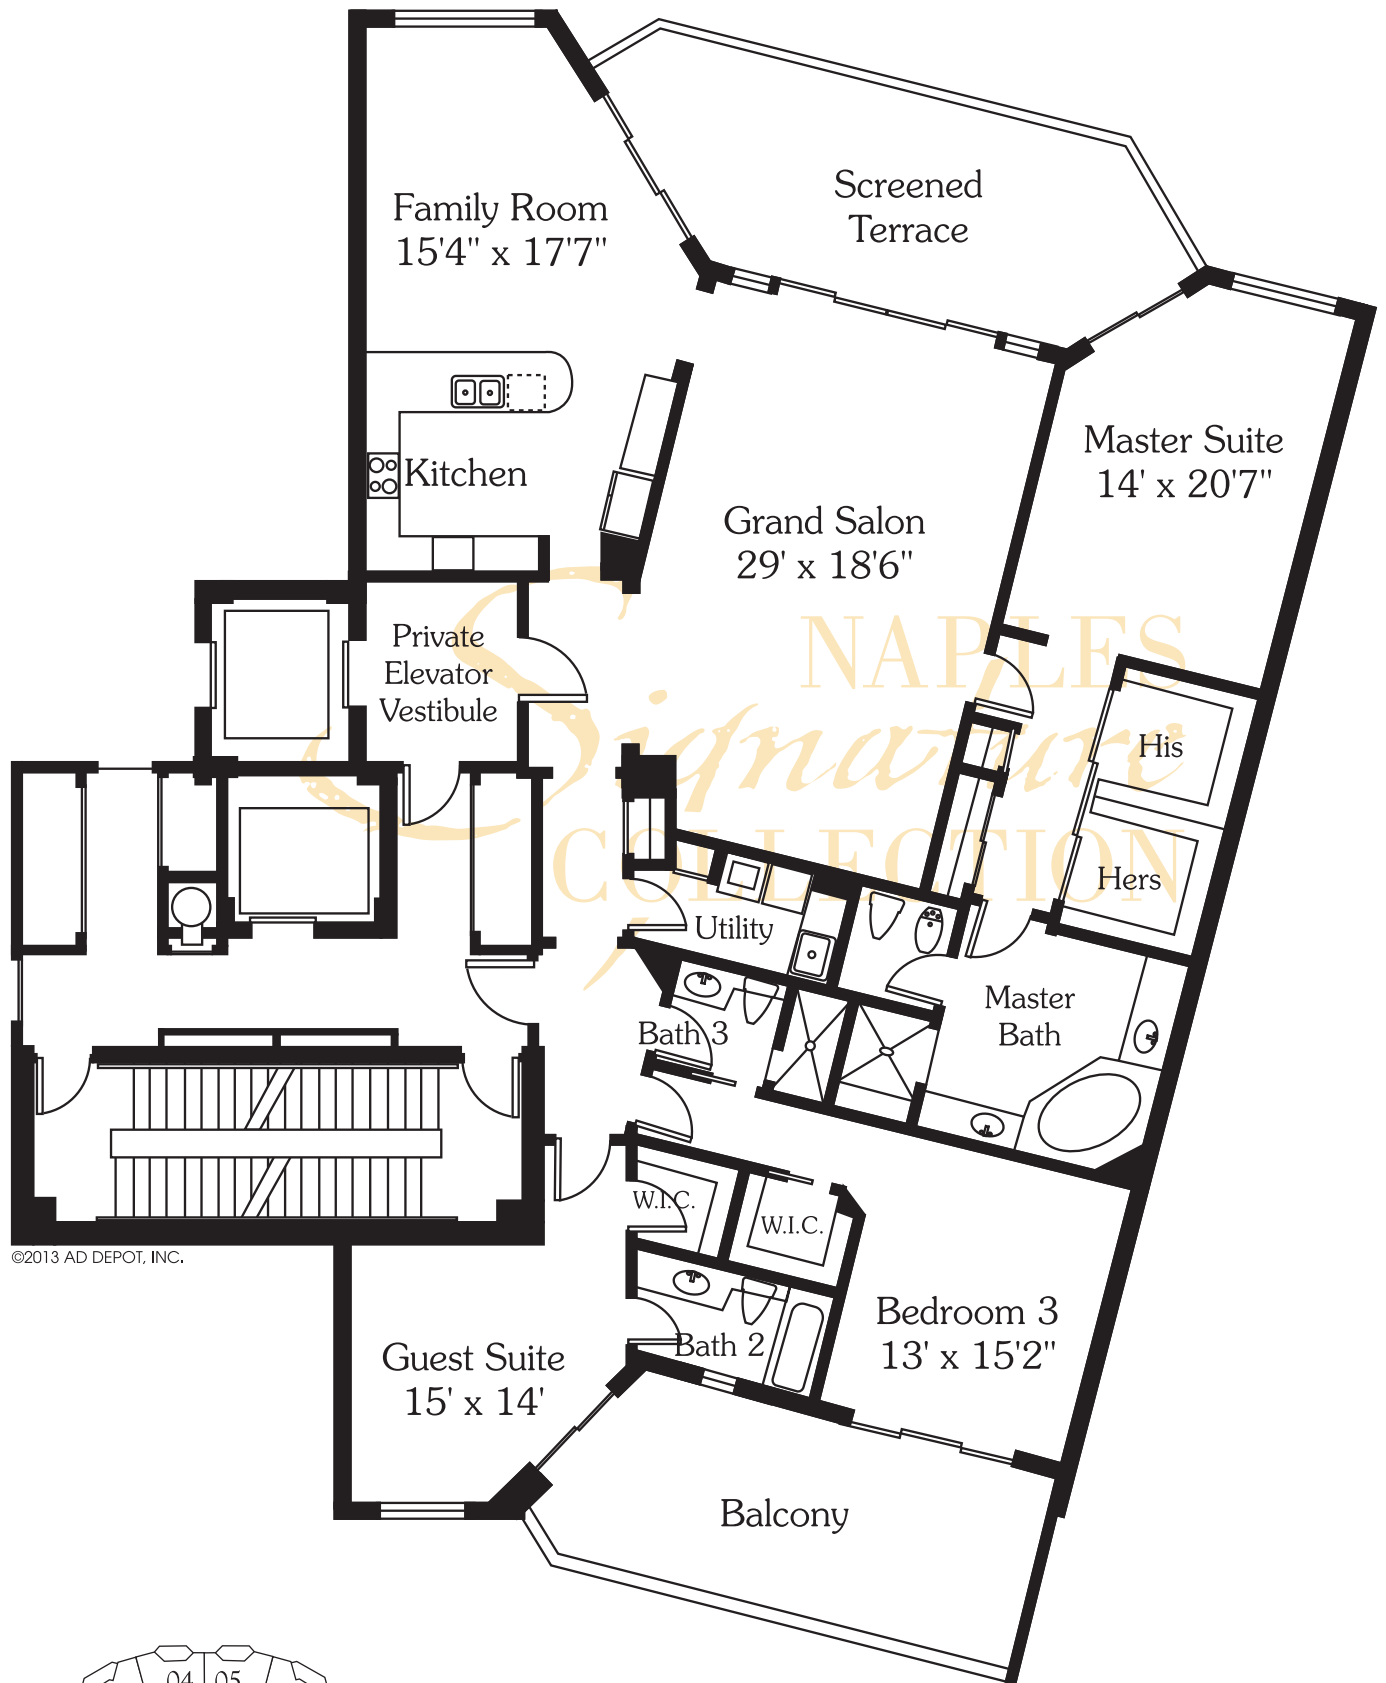 Screened
Terrace
Family Room
15'4" x 17'7"
Master Suite
14' x 20'7"
Kitchen
Grand Salon
29' x 18'6"
Private
Elevator
Vestibule
NAPLES
Signature
COLLECTION
His
Hers
Utility
Master
Bath
Bath 3
W.I.C.
W.I.C.
©2013 AD DEPOT, INC.
Bedroom 3
13' x 15'2"
Bath 2
Guest Suite
15' x 14'
Balcony
04 05